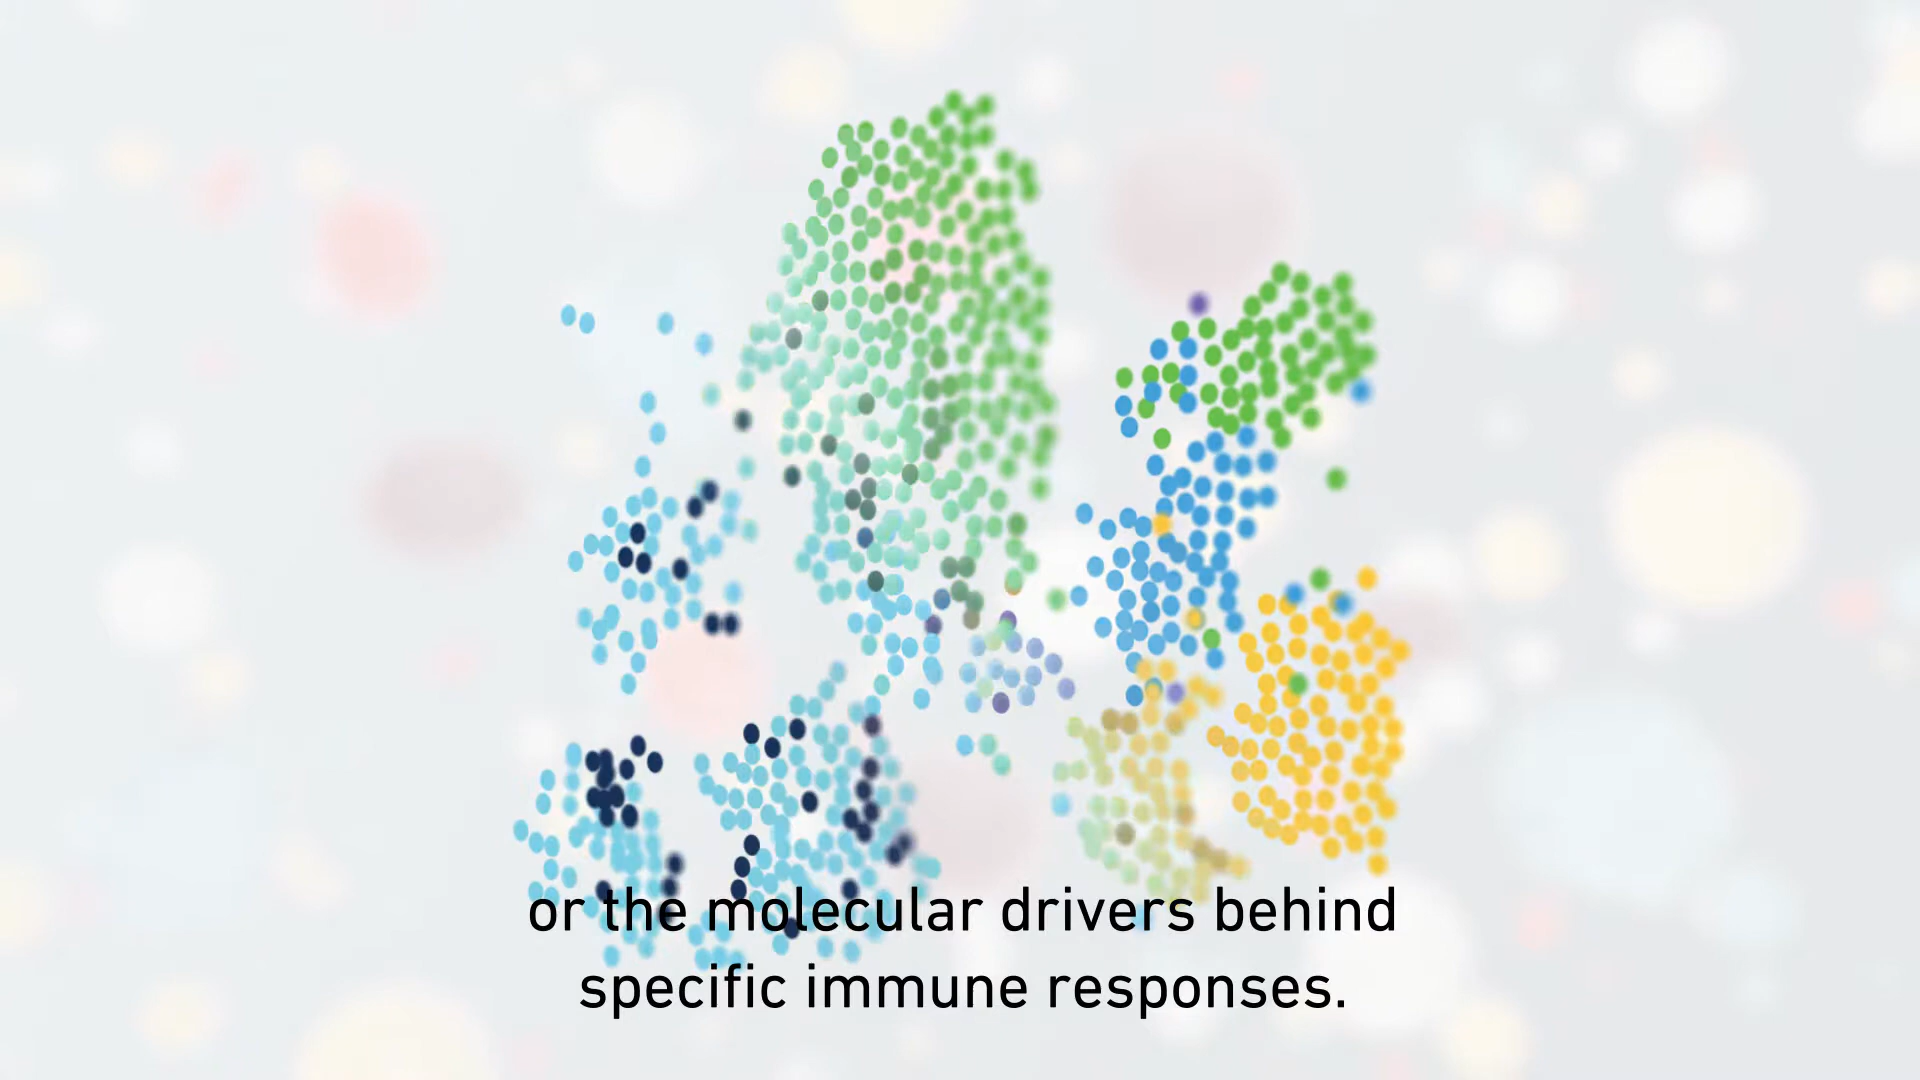 or the molecular drivers behind
specific immune responses.